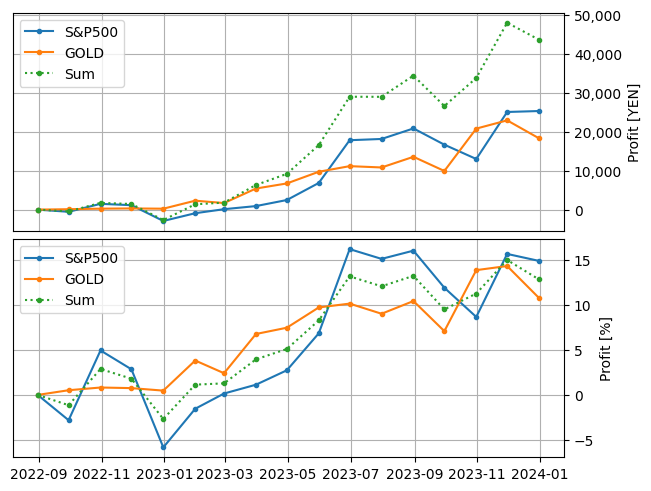 S&P500
GOLD
Sum
50,000
40,000
30,000
20,000
10,000
0
Profit [YEN]
S&P500
GOLD
Sum
15
10
5
0
−5
Profit [%]
2022-09 2022-11 2023-01 2023-03 2023-05 2023-07 2023-09 2023-11 2024-01